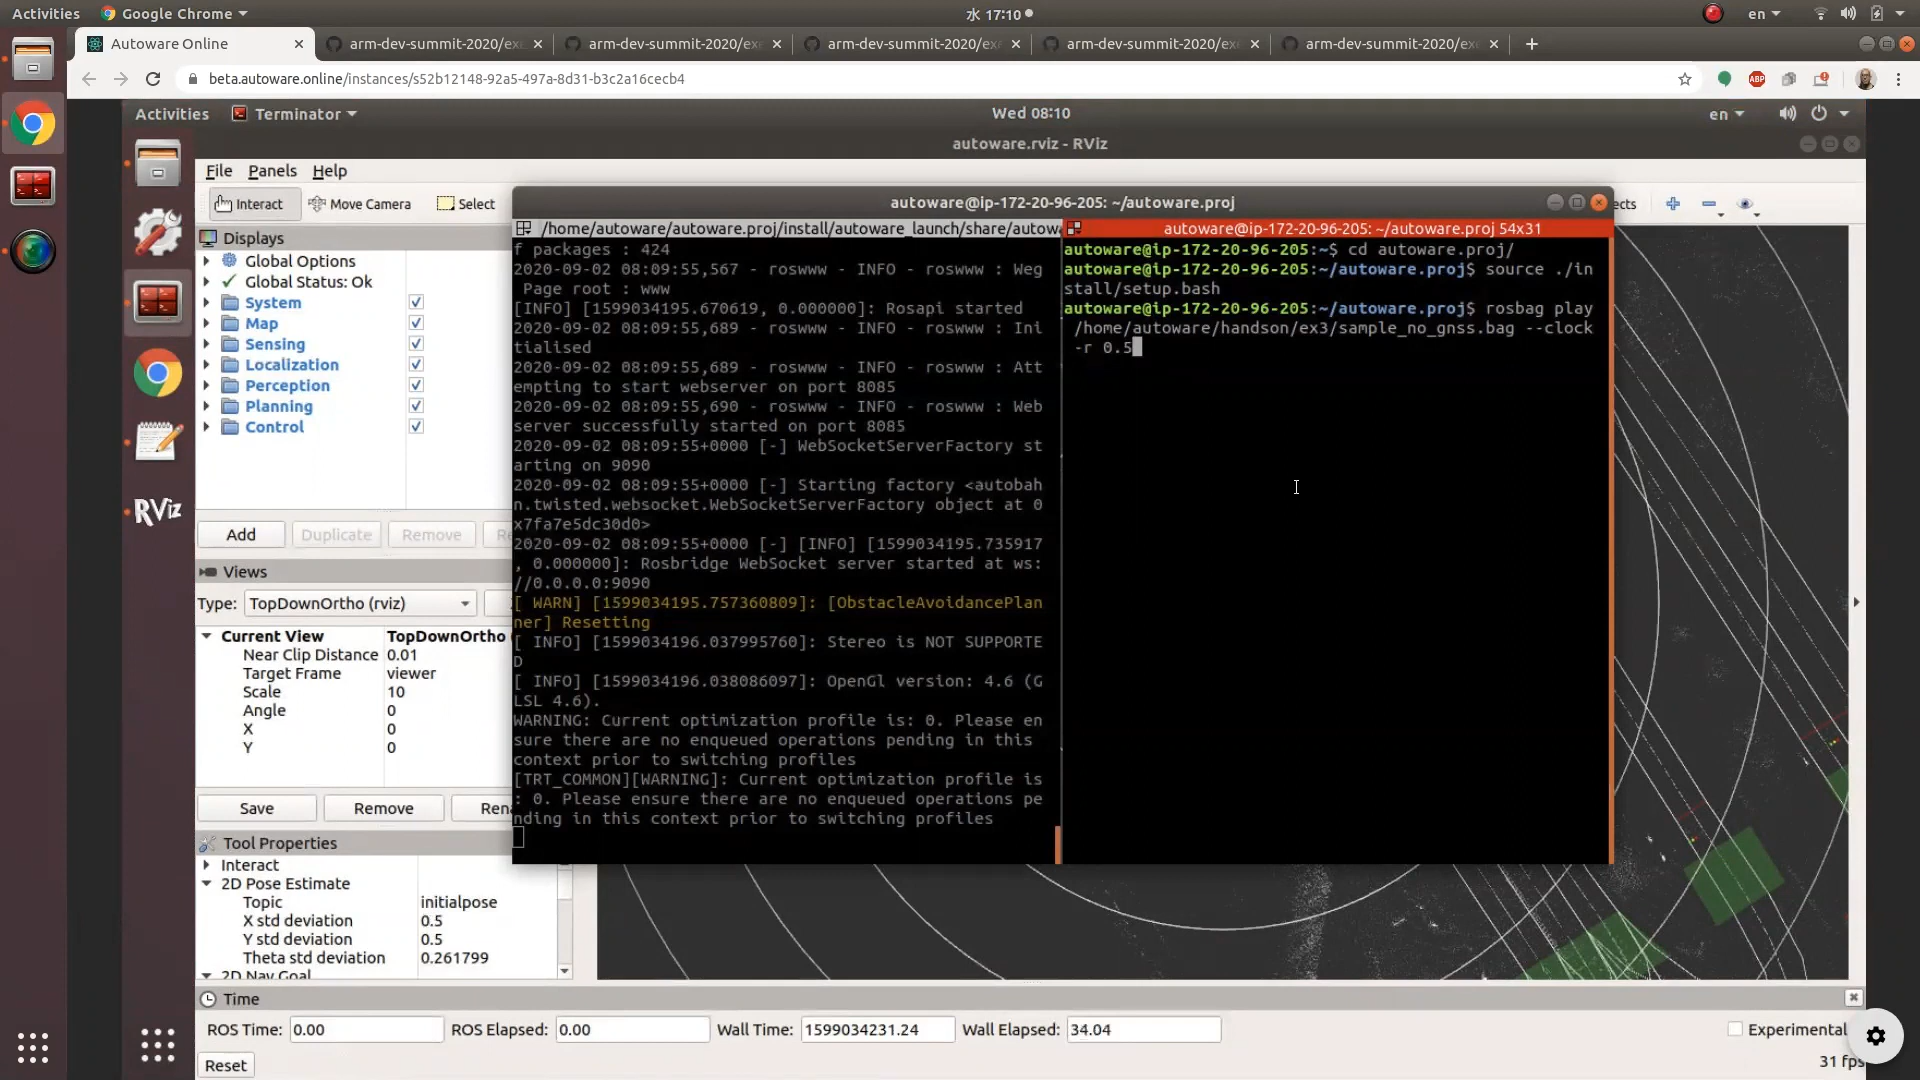 Activities
Google Chrome
水 17:10
en
Autoware Online
arm-dev-summit-2020/ex
arm-dev-summit-2020/ex
arm-dev-summit-2020/ex
arm-dev-summit-2020/ex
arm-dev-summit-2020/ex
beta.autoware.online/instances/s52b12148-92a5-497a-8d31-b3c2a16cecb4
ABP
Activities
Terminator
Wed 08:10
en
autoware.rviz - RViz
File Panels Help
Interact
Move Camera
Select
Displays
Global Options
Global Status: Ok
System
Map
Sensing
Localization
Perception
Planning
Control
Add
Duplicate
Remove
Re
Views
Type:
TopDownOrtho (rviz)
Current View TopDownOrtho
Near Clip Distance 0.01
Target Frame viewer
Scale 10
Angle 0
X 0
Y 0
Save
Remove
Ren
Tool Properties
Interact
2D Pose Estimate
Topic initialpose
X std deviation 0.5
Y std deviation 0.5
Theta std deviation 0.261799
2D Nav Goal
RViz
autoware@ip-172-20-96-205: ~/autoware.proj
ects
/home/autoware/autoware.proj/install/autoware_launch/share/autow
f packages : 424
2020-09-02 08:09:55,567 - roswww - INFO - roswww : Weg
Page root : www
[INFO] [1599034195.670619, 0.000000]: Rosapi started
2020-09-02 08:09:55,689 - roswww - INFO - roswww : Ini
tialised
2020-09-02 08:09:55,689 - roswww - INFO - roswww : Att
empting to start webserver on port 8085
2020-09-02 08:09:55,690 - roswww - INFO - roswww : Web
server successfully started on port 8085
2020-09-02 08:09:55+0000 [-] WebSocketServerFactory st
arting on 9090
2020-09-02 08:09:55+0000 [-] Starting factory <autobah
n.twisted.websocket.WebSocketServerFactory object at 0
x7fa7e5dc30d0>
2020-09-02 08:09:55+0000 [-] [INFO] [1599034195.735917
, 0.000000]: Rosbridge WebSocket server started at ws:
//0.0.0.0:9090
[ WARN] [1599034195.757360809]: [ObstacleAvoidancePlan
ner] Resetting
[ INFO] [1599034196.037995760]: Stereo is NOT SUPPORTE
D
[ INFO] [1599034196.038086097]: OpenGl version: 4.6 (G
LSL 4.6).
WARNING: Current optimization profile is: 0. Please en
sure there are no enqueued operations pending in this
context prior to switching profiles
[TRT_COMMON][WARNING]: Current optimization profile is
: 0. Please ensure there are no enqueued operations pe
nding in this context prior to switching profiles
autoware@ip-172-20-96-205: ~/autoware.proj 54x31
autoware@ip-172-20-96-205:~$ cd autoware.proj/
autoware@ip-172-20-96-205:~/autoware.proj$ source ./in
stall/setup.bash
autoware@ip-172-20-96-205:~/autoware.proj$ rosbag play
/home/autoware/handson/ex3/sample_no_gnss.bag --clock
-r 0.5
Time
ROS Time: 0.00 ROS Elapsed: 0.00 Wall Time: 1599034231.24 Wall Elapsed: 34.04
Experimental
Reset
31 fps